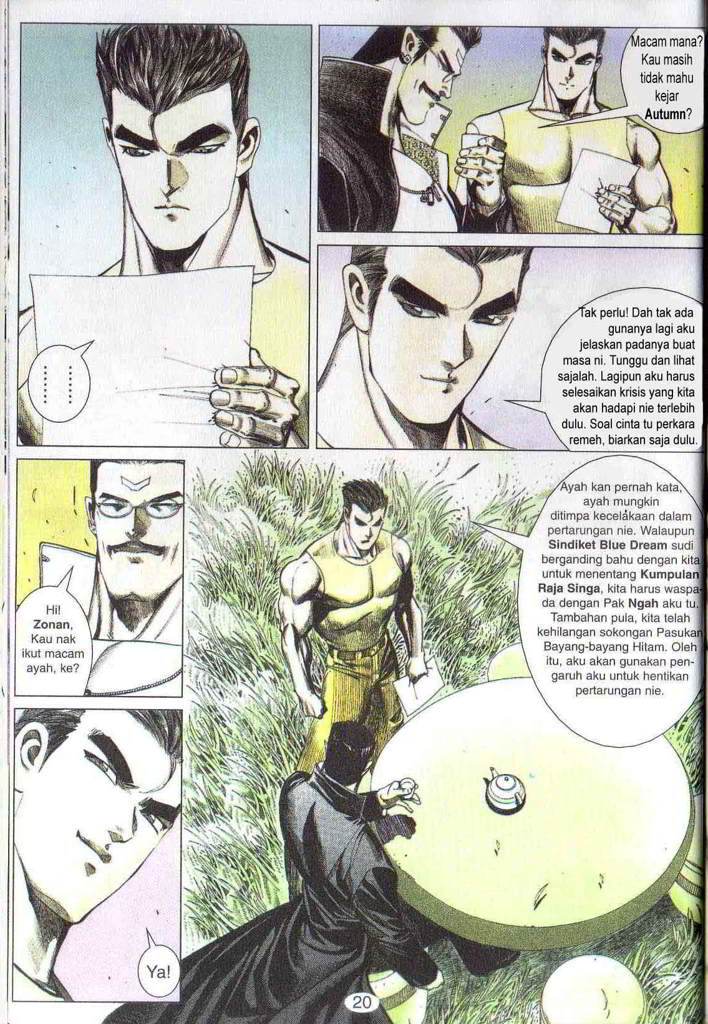 . . . . . .
. . . . . .
Macam mana?
Kau masih
tidak mahu
kejar
Autumn?
Tak perlu! Dah tak ada
gunanya lagi aku
jelaskan padanya buat
masa ni. Tunggu dan lihat
sajalah. Lagipun aku harus
selesaikan krisis yang kita
akan hadapi nie terlebih
dulu. Soal cinta tu perkara
remeh, biarkan saja dulu.
Hi!
Zonan,
Kau nak
ikut macam
ayah, ke?
Ya!
Ayah kan pernah kata,
ayah mungkin
ditimpa kecelakaan dalam
pertarungan nie. Walaupun
Sindiket Blue Dream sudi
berganding bahu dengan kita
untuk menentang Kumpulan
Raja Singa, kita harus waspa-
da dengan Pak Ngah aku tu.
Tambahan pula, kita telah
kehilangan sokongan Pasukan
Bayang-bayang Hitam. Oleh
itu, aku akan gunakan pen-
garuh aku untuk hentikan
pertarungan nie.
20